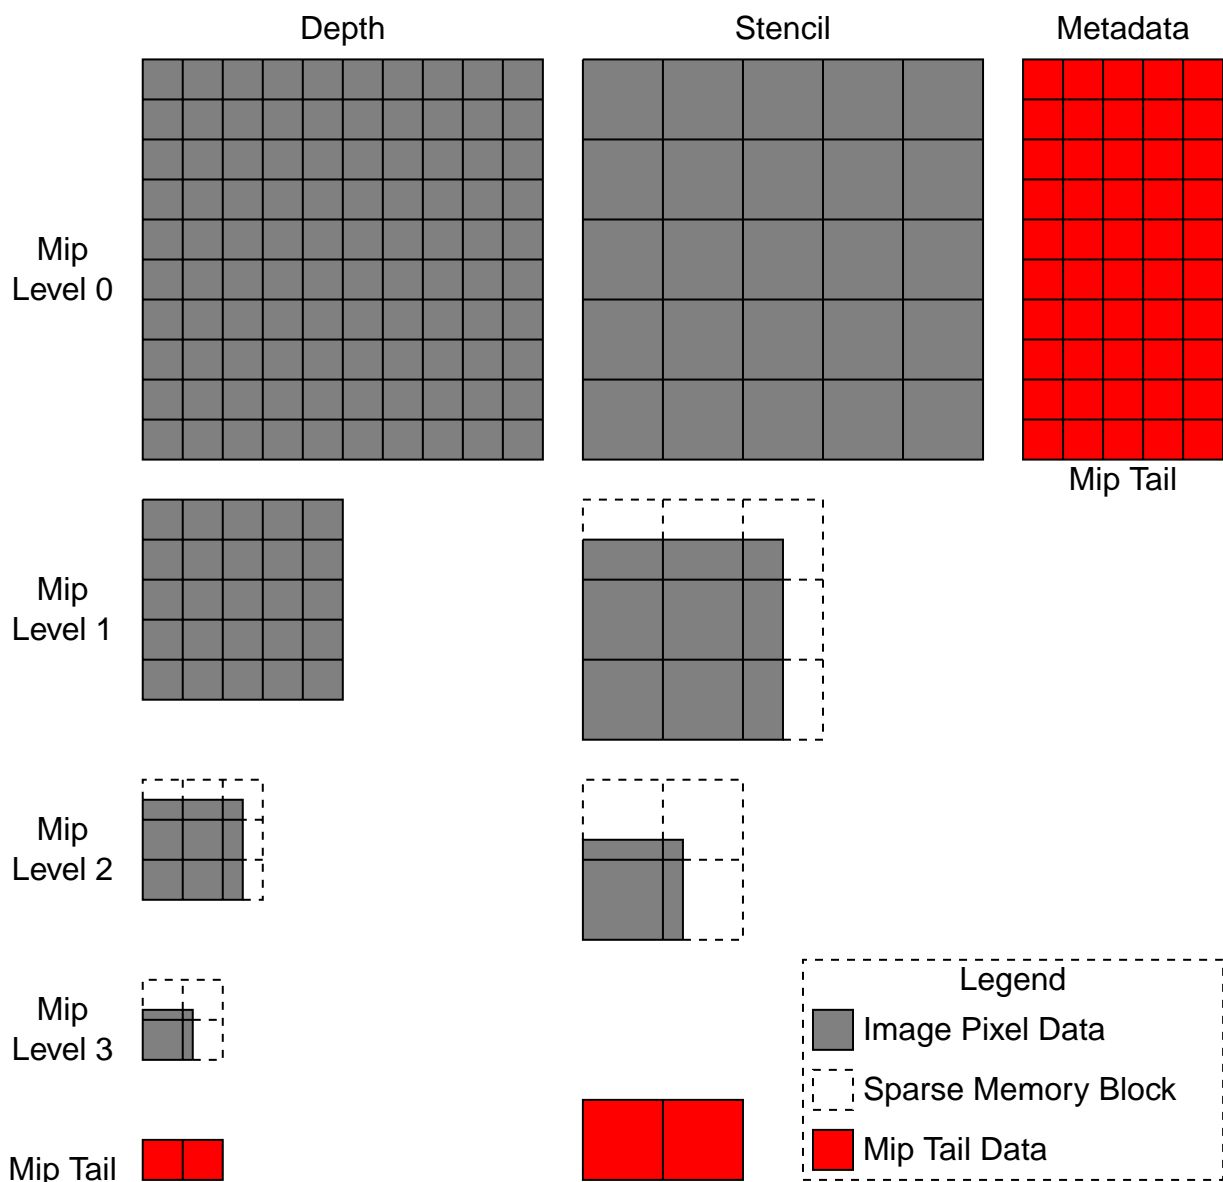 Depth
Stencil
Metadata
Mip
Level 0
Mip Tail
Mip
Level 1
Mip
Level 2
Mip
Level 3
Mip Tail
Legend
Image Pixel Data
Sparse Memory Block
Mip Tail Data